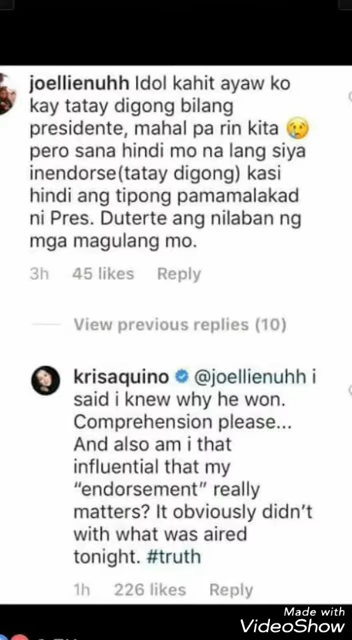 joellienuhh Idol kahit ayaw ko
kay tatay digong bilang
presidente, mahal pa rin kita 😢
pero sana hindi mo na lang siya
inendorse(tatay digong) kasi
hindi ang tipong pamamalakad
ni Pres. Duterte ang nilaban ng
mga magulang mo.
3h 45 likes Reply
View previous replies (10)
krisaquino @joellienuhh i
said i knew why he won.
Comprehension please...
And also am i that
influential that my
“endorsement” really
matters? It obviously didn’t
with what was aired
tonight. #truth
1h 226 likes Reply
Made with
VideoShow